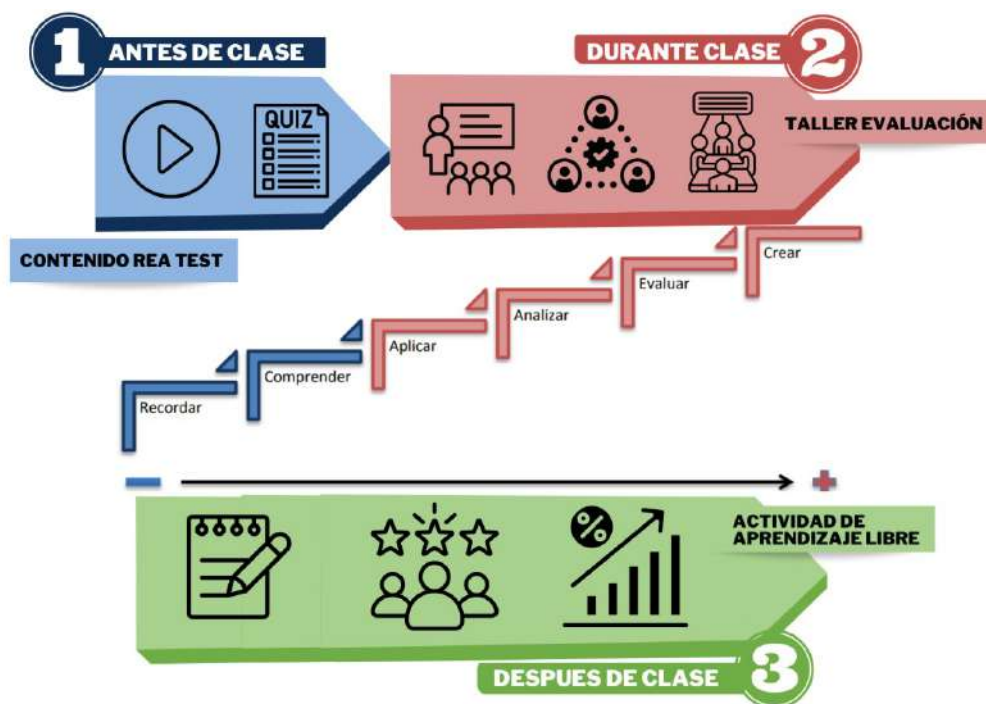 1 ANTES DE CLASE
DURANTE CLASE 2
QUIZ
TALLER EVALUACIÓN
CONTENIDO REA TEST
Crear
Evaluar
Analizar
Aplicar
Comprender
Recordar
ACTIVIDAD DE
APRENDIZAJE LIBRE
%
DESPUES DE CLASE 3